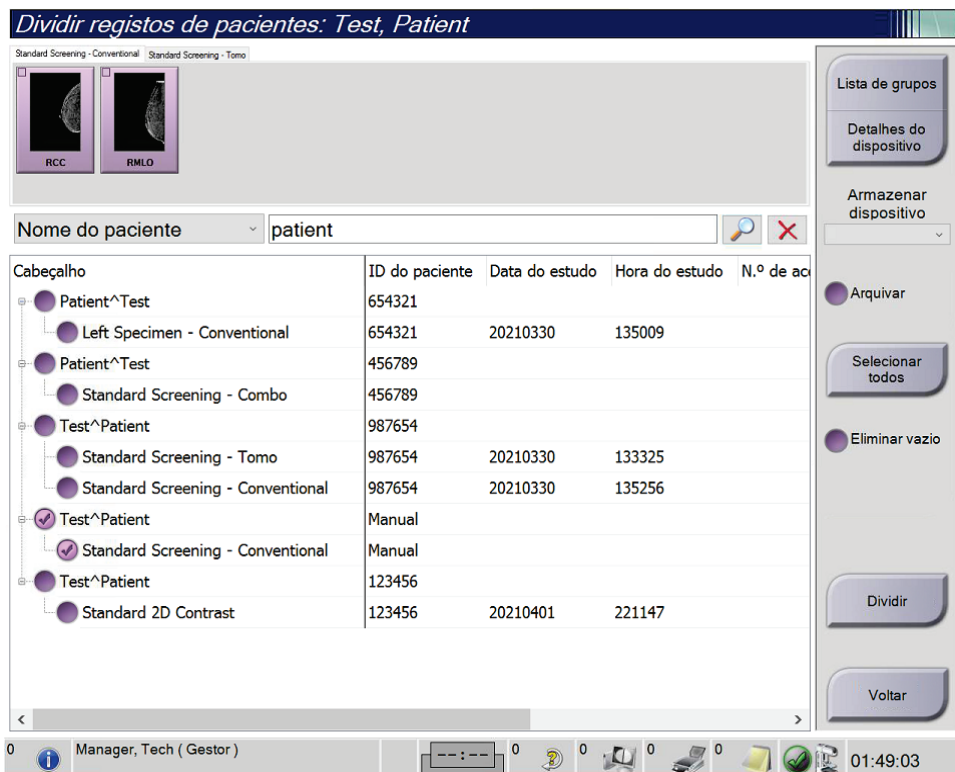 Dividir registos de pacientes: Test, Patient
Standard Screening - Conventional
Standard Screening - Tomo
RCC
RMLO
Nome do paciente
patient
Cabeçalho ID do paciente Data do estudo Hora do estudo N.º de ac
Patient^Test 654321
Left Specimen - Conventional 654321 20210330 135009
Patient^Test 456789
Standard Screening - Combo 456789
Test^Patient 987654
Standard Screening - Tomo 987654 20210330 133325
Standard Screening - Conventional 987654 20210330 135256
Test^Patient Manual
Standard Screening - Conventional Manual
Test^Patient 123456
Standard 2D Contrast 123456 20210401 221147
Lista de grupos
Detalhes do
dispositivo
Armazenar
dispositivo
Arquivar
Selecionar
todos
Eliminar vazio
Dividir
Voltar
0 Manager, Tech ( Gestor ) --:-- 0 0 0 0 01:49:03